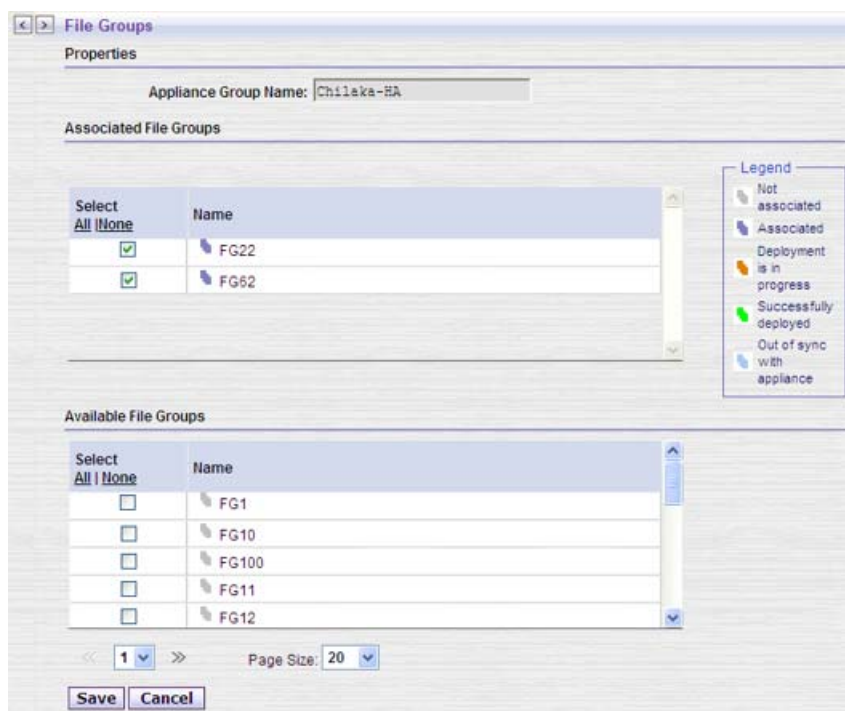 File Groups
Properties
Appliance Group Name: Chilaka-HA
Associated File Groups
Select
All |None
Name
FG22
FG62
Legend
Not
associated
Associated
Deployment
is in
progress
Successfully
deployed
Out of sync
with
appliance
Available File Groups
Select
All | None
Name
FG1
FG10
FG100
FG11
FG12
1
Page Size: 20
Save Cancel